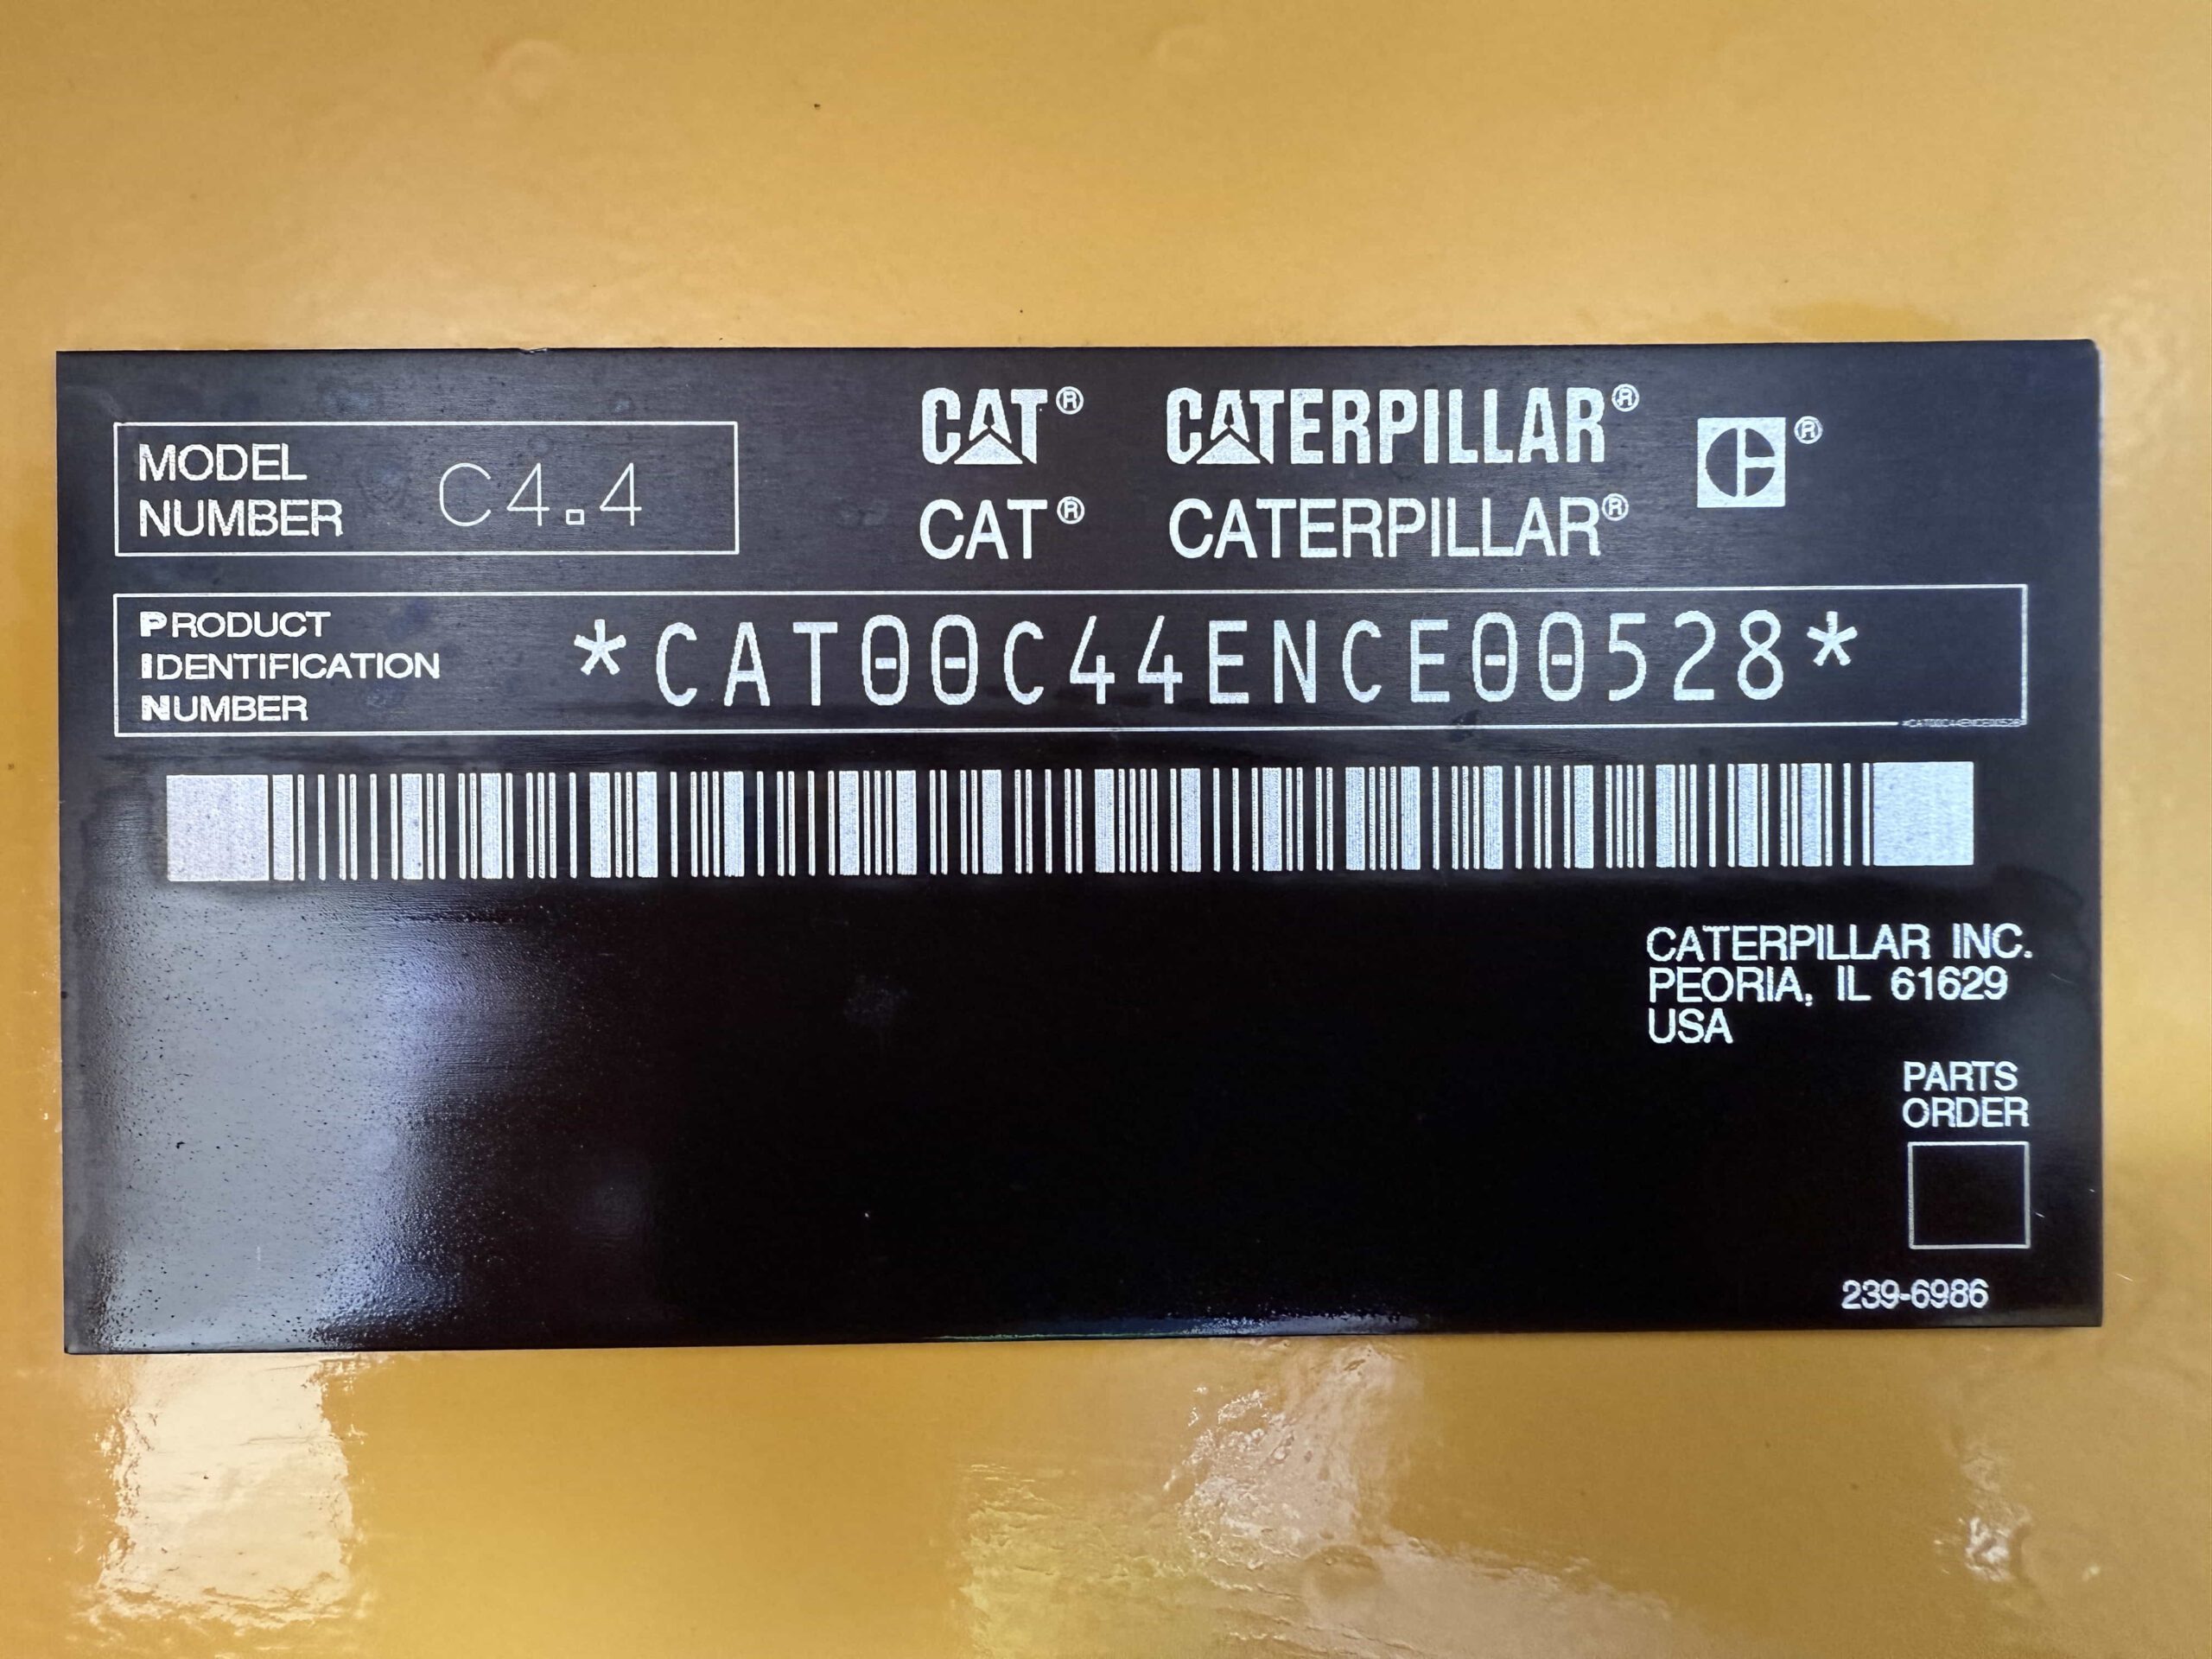 CAT® CATERPILLAR®
CAT® CATERPILLAR® ®
MODEL
NUMBER C4.4
PRODUCT
IDENTIFICATION
NUMBER
*CAT00C44ENCE00528*
*CAT00C44ENCE00528*
CATERPILLAR INC.
PEORIA, IL 61629
USA
PARTS
ORDER
239-6986